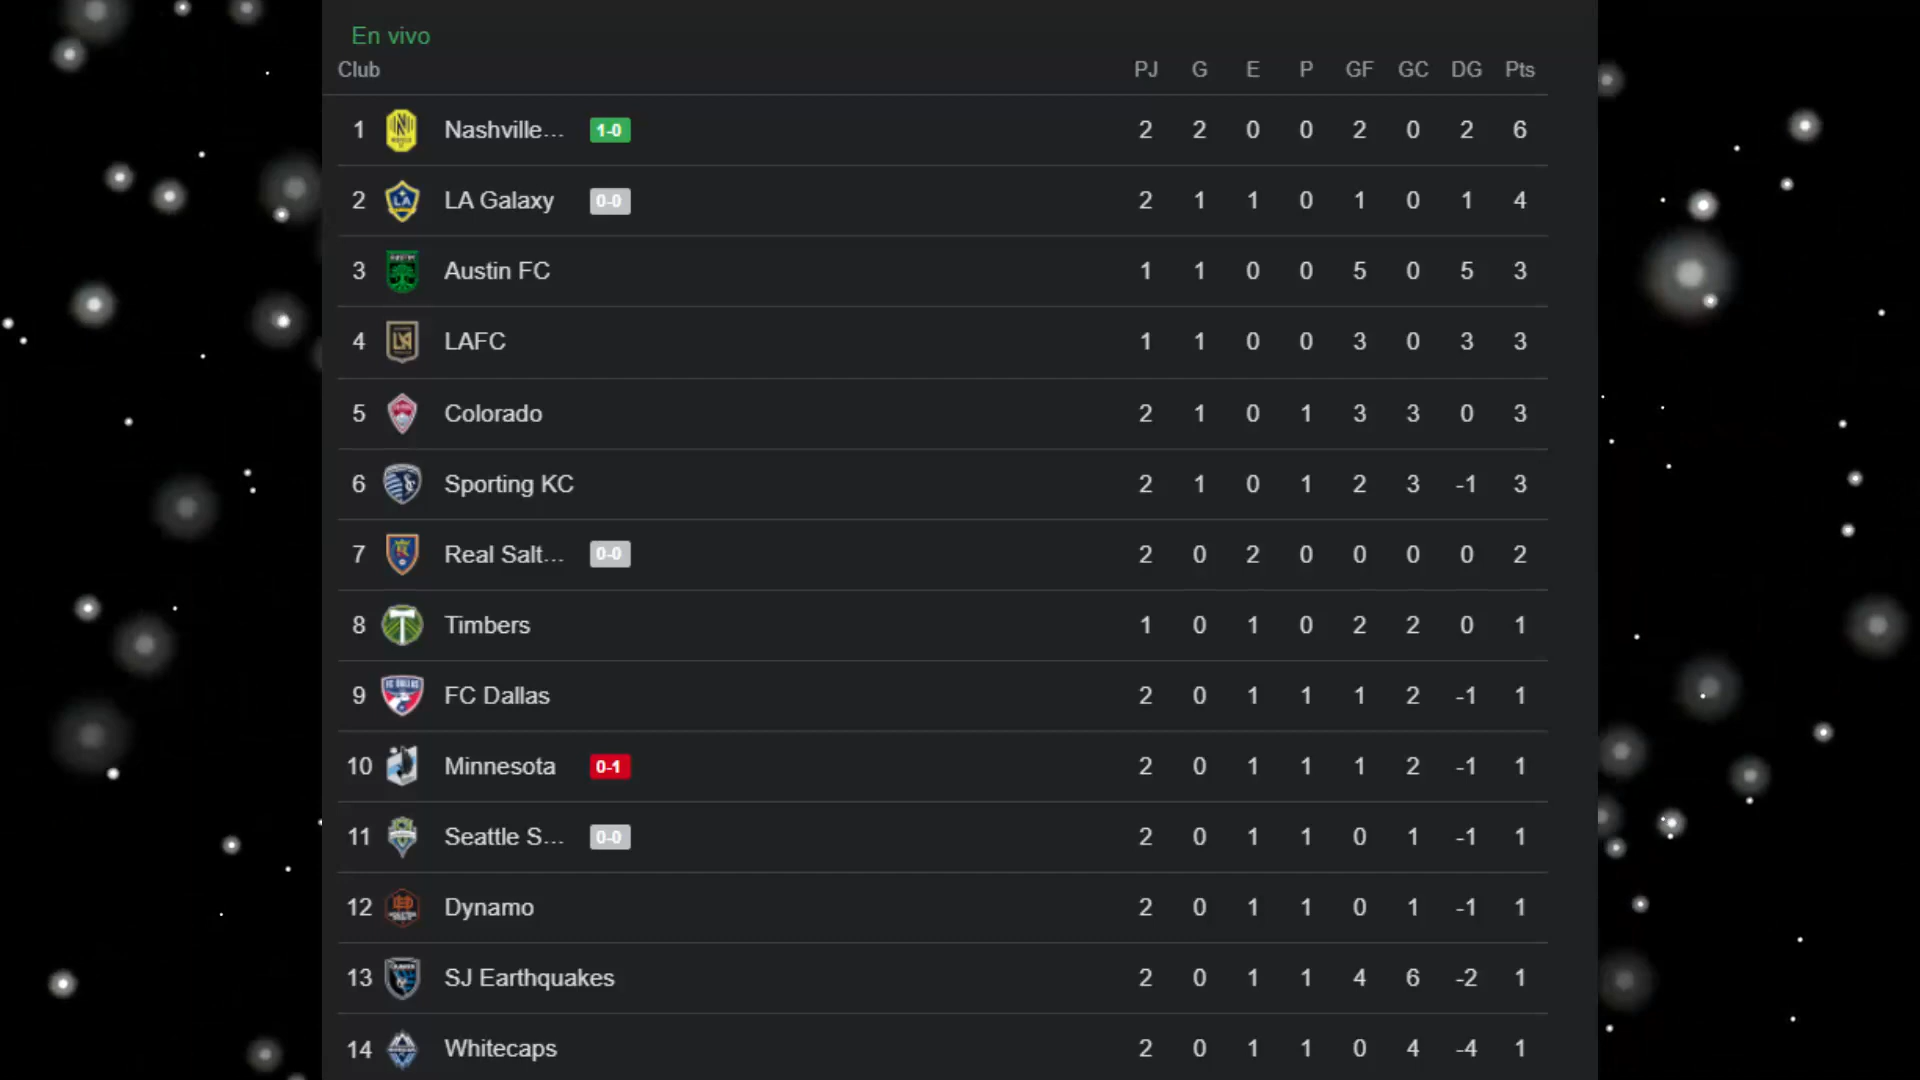 En vivo
Club PJ G E P GF GC DG Pts
1 Nashville... 1-0 2 2 0 0 2 0 2 6
2 LA Galaxy 0-0 2 1 1 0 1 0 1 4
3 Austin FC 1 1 0 0 5 0 5 3
4 LAFC 1 1 0 0 3 0 3 3
5 Colorado 2 1 0 1 3 3 0 3
6 Sporting KC 2 1 0 1 2 3 -1 3
7 Real Salt... 0-0 2 0 2 0 0 0 0 2
8 Timbers 1 0 1 0 2 2 0 1
9 FC Dallas 2 0 1 1 1 2 -1 1
10 Minnesota 0-1 2 0 1 1 1 2 -1 1
11 Seattle S... 0-0 2 0 1 1 0 1 -1 1
12 Dynamo 2 0 1 1 0 1 -1 1
13 SJ Earthquakes 2 0 1 1 4 6 -2 1
14 Whitecaps 2 0 1 1 0 4 -4 1